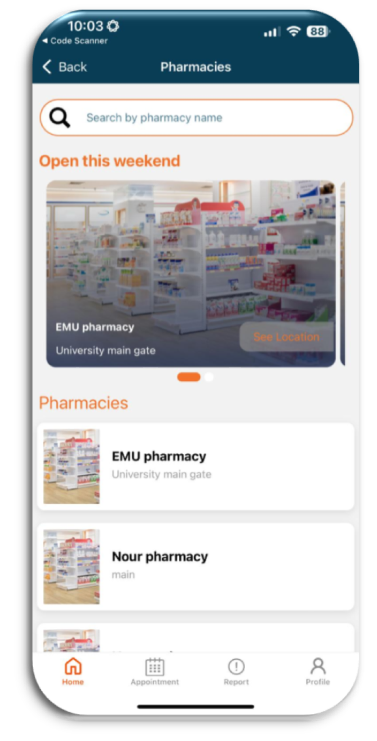 10:03
88
◄ Code Scanner
Back
Pharmacies
Search by pharmacy name
Open this weekend
EMU pharmacy
University main gate
See Location
Pharmacies
EMU pharmacy
University main gate
Nour pharmacy
main
Home
Appointment
Report
Profile